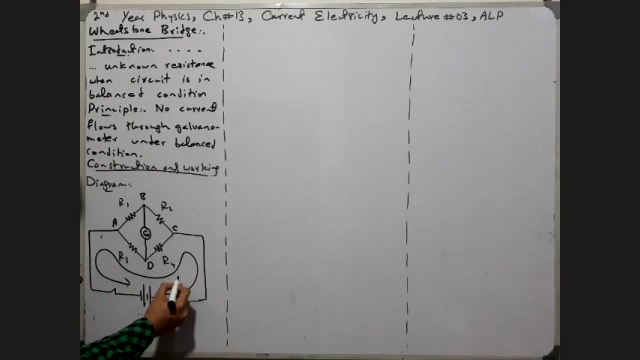 2nd Year Physics, Ch#13, Current Electricity, Lecture #03, ALP
Wheatstone Bridge:.
Introduction. . . . .
... unknown resistance
when circuit is in
balanced condition
Principle:. No current
flows through galvano-
meter under balanced
condition.
Construction and working
Diagram:
B
R1
R2
A
G
C
R3
D
R4